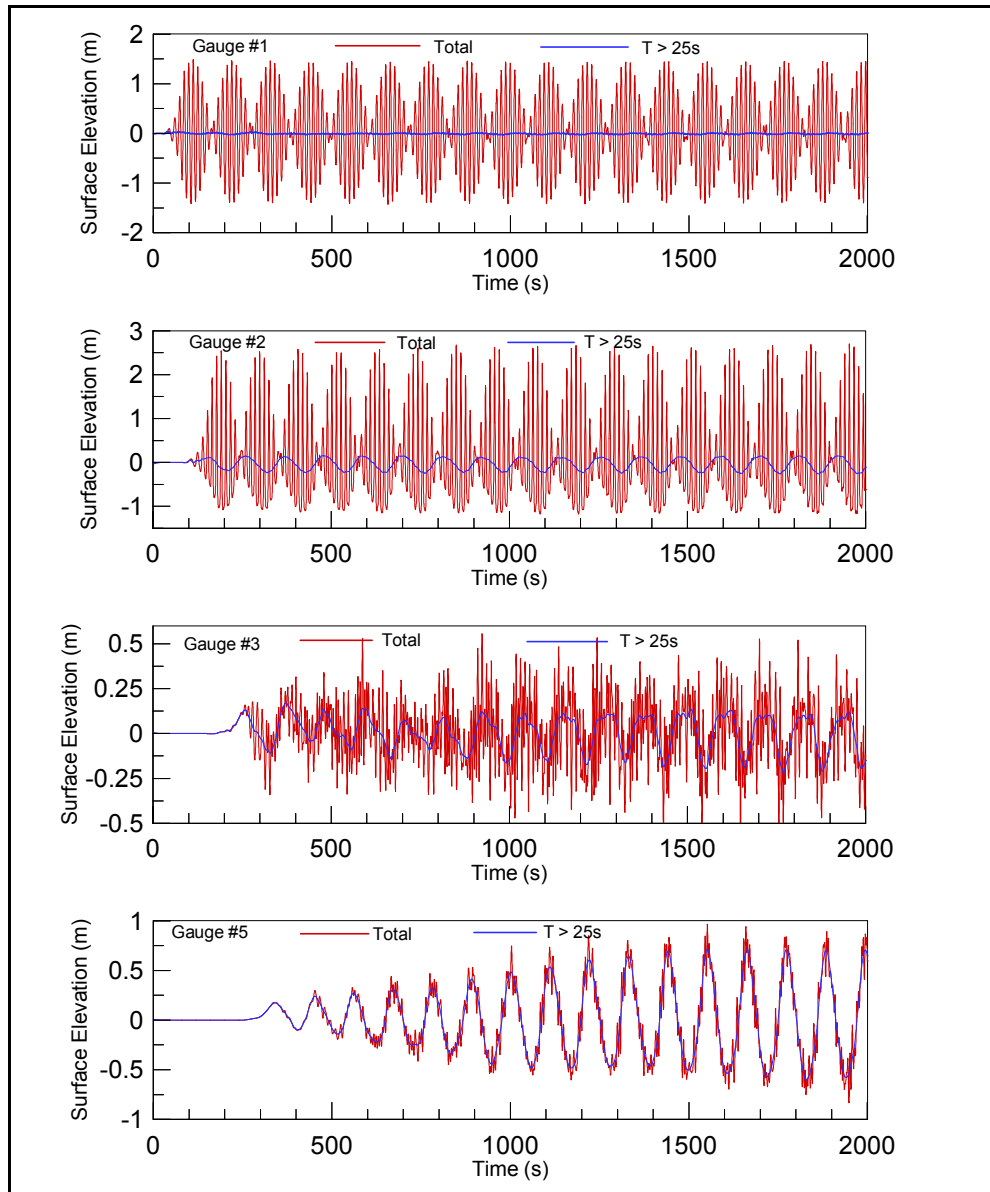 Gauge #1 Total T > 25s
Surface Elevation (m)
2
1
0
-1
-2
0 500 1000 1500 2000
Time (s)
Gauge #2 Total T > 25s
Surface Elevation (m)
3
2
1
0
-1
0 500 1000 1500 2000
Time (s)
Gauge #3 Total T > 25s
Surface Elevation (m)
0.5
0.25
0
-0.25
-0.5
0 500 1000 1500 2000
Time (s)
Gauge #5 Total T > 25s
Surface Elevation (m)
1
0.5
0
-0.5
-1
0 500 1000 1500 2000
Time (s)